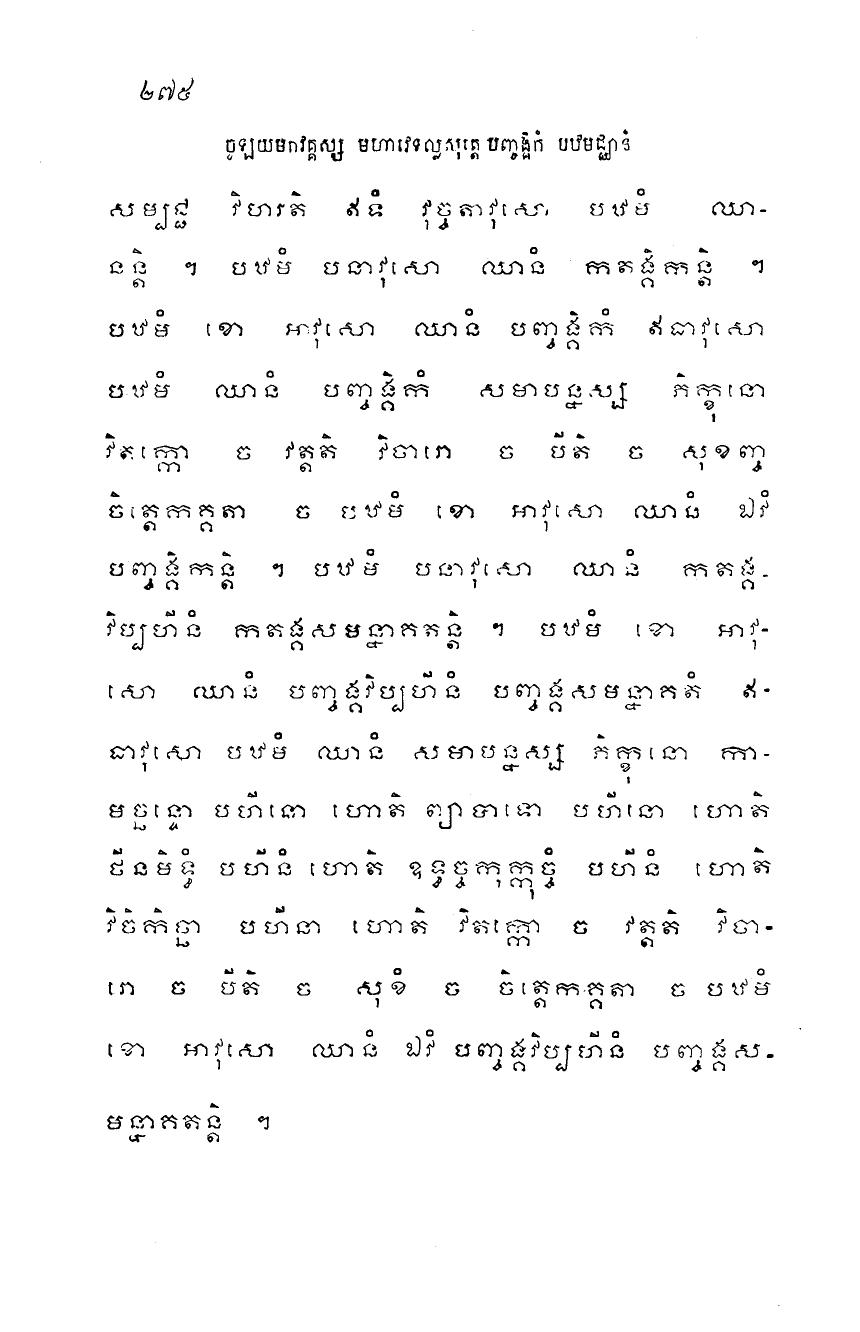 ២៧៥
ចូឡយមកវគ្គស្ស មហាវេទល្លសុត្តេ បញ្ចង្គិកំ បឋមជ្ឈានំ
សម្បជ្ជ វិហរតិ ឥទំ វុច្ចតាវុសោ បឋមំ ឈា-
នន្តិ ។ បឋមំ បនាវុសោ ឈានំ កតង្គិកន្តិ ។
បឋមំ ខោ អាវុសោ ឈានំ បញ្ចង្គិកំ ឥធាវុសោ
បឋមំ ឈានំ បញ្ចង្គិកំ សមាបន្នស្ស ភិក្ខុនោ
វិតក្កោ ច វត្តតិ វិចារោ ច បីតិ ច សុខញ្ច
ចិត្តេកគ្គតា ច បឋមំ ខោ អាវុសោ ឈានំ ឯវំ
បញ្ចង្គិកន្តិ ។ បឋមំ បនាវុសោ ឈានំ កតង្គ-
វិប្បហីនំ កតង្គសមន្នាគតន្តិ ។ បឋមំ ខោ អាវុ-
សោ ឈានំ បញ្ចង្គវិប្បហីនំ បញ្ចង្គសមន្នាគតំ ឥ-
ធាវុសោ បឋមំ ឈានំ សមាបន្នស្ស ភិក្ខុនោ កា-
មច្ឆន្ទោ បហីនោ ហោតិ ព្យាបាទោ បហីនោ ហោតិ
ថីនមិទ្ធំ បហីនំ ហោតិ ឧទ្ធច្ចកុក្កុច្ចំ បហីនំ ហោតិ
វិចិកិច្ឆា បហីនា ហោតិ វិតក្កោ ច វត្តតិ វិចា-
រោ ច បីតិ ច សុខំ ច ចិត្តេកគ្គតា ច បឋមំ
ខោ អាវុសោ ឈានំ ឯវំ បញ្ចង្គវិប្បហីនំ បញ្ចង្គស-
មន្នាគតន្តិ ។